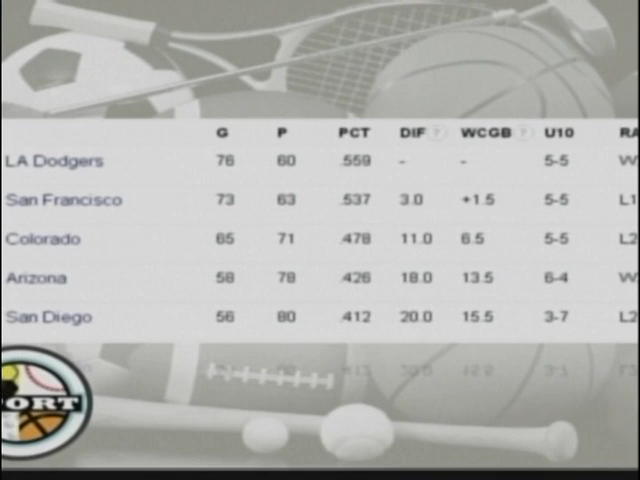 G P PCT DIF ? WCGB ? U10 RA
LA Dodgers 76 60 .559 - - 5-5 W
San Francisco 73 63 .537 3.0 +1.5 5-5 L1
Colorado 65 71 .478 11.0 6.5 5-5 L2
Arizona 58 78 .426 18.0 13.5 6-4 W
San Diego 56 80 .412 20.0 15.5 3-7 L2
ORT